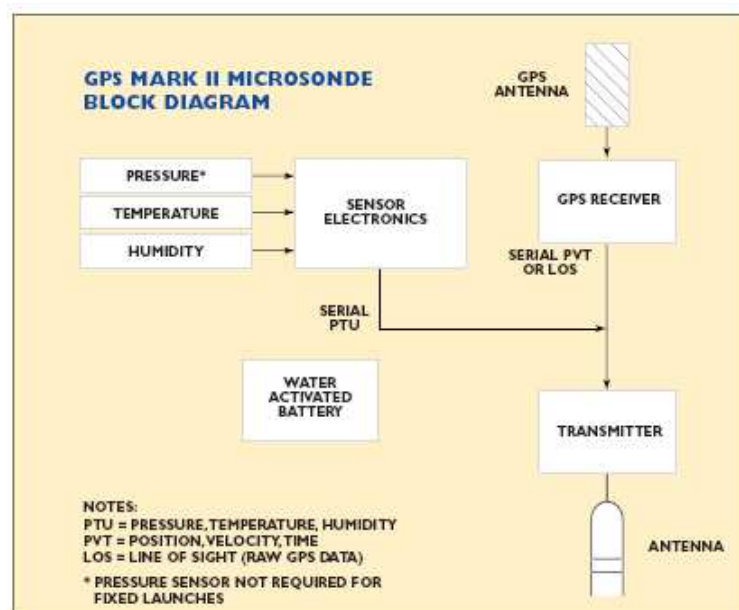 GPS MARK II MICROSONDE
BLOCK DIAGRAM
GPS
ANTENNA
PRESSURE*
TEMPERATURE
HUMIDITY
SENSOR
ELECTRONICS
GPS RECEIVER
SERIAL PVT
OR LOS
SERIAL
PTU
WATER
ACTIVATED
BATTERY
TRANSMITTER
ANTENNA
NOTES:
PTU = PRESSURE, TEMPERATURE, HUMIDITY
PVT = POSITION, VELOCITY, TIME
LOS = LINE OF SIGHT (RAW GPS DATA)
* PRESSURE SENSOR NOT REQUIRED FOR
FIXED LAUNCHES